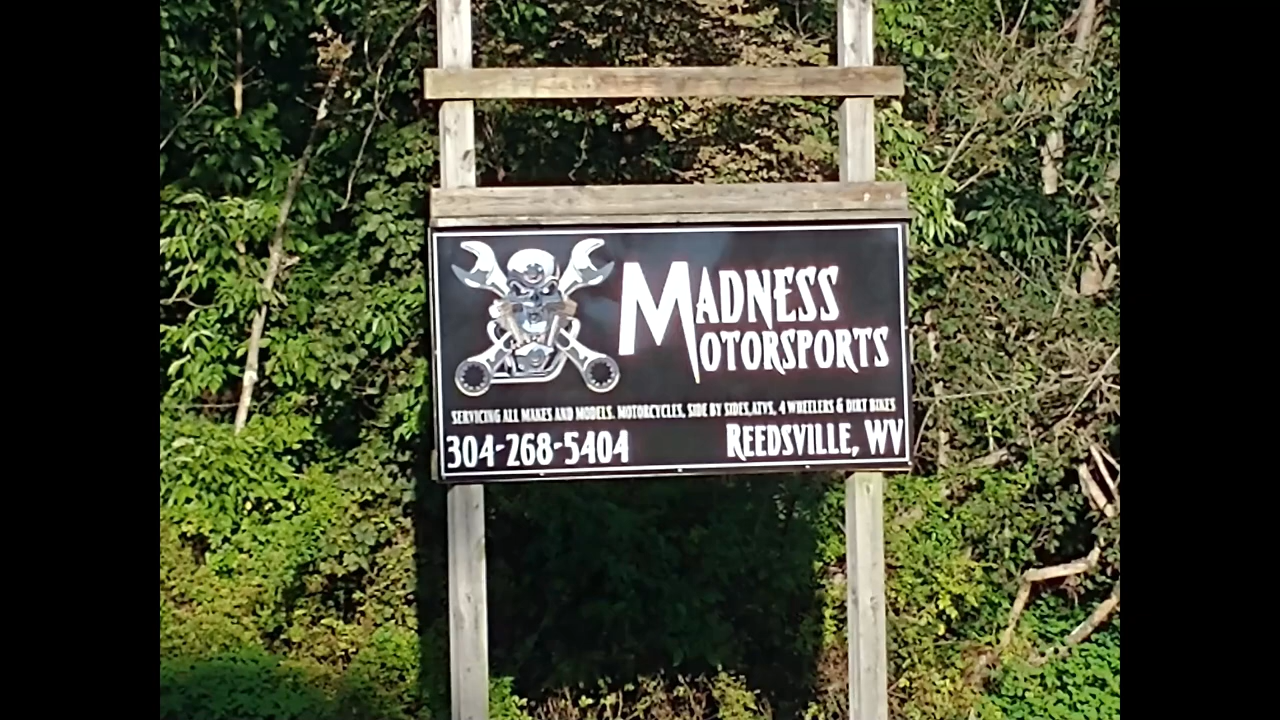 MADNESS
MOTORSPORTS
SERVICING ALL MAKES AND MODELS. MOTORCYCLES, SIDE BY SIDES, ATVS, 4 WHEELERS & DIRT BIKES
304-268-5404 REEDSVILLE, WV